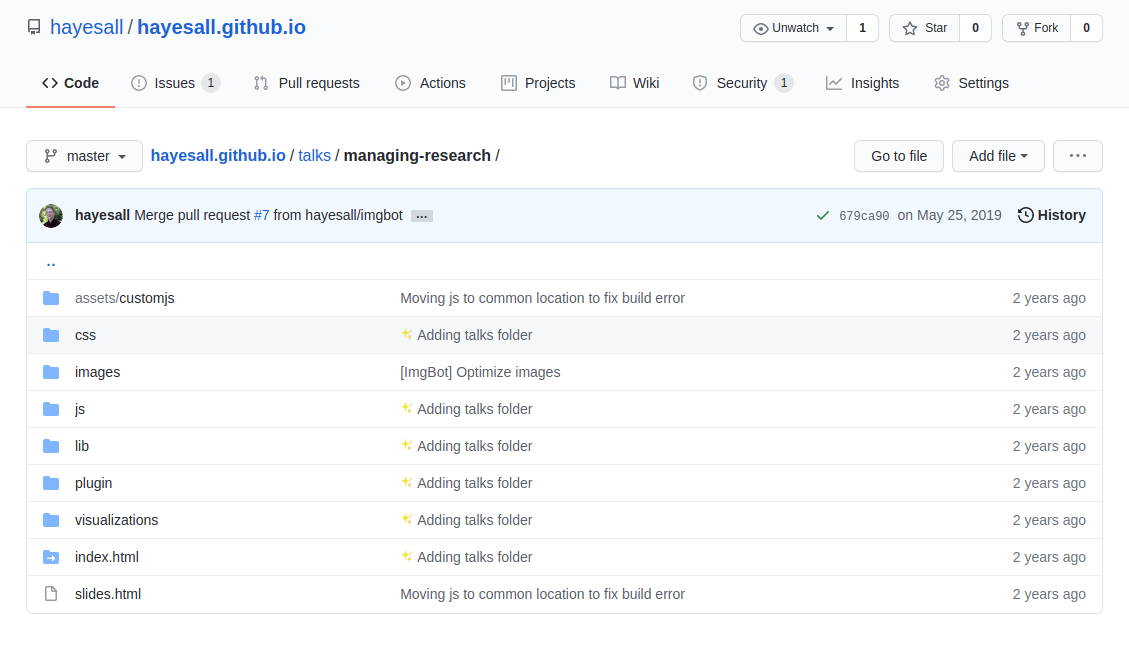 hayesall / hayesall.github.io Unwatch 1 Star 0 Fork 0
Code Issues 1 Pull requests Actions Projects Wiki Security 1 Insights Settings
master hayesall.github.io / talks / managing-research / Go to file Add file ...
hayesall Merge pull request #7 from hayesall/imgbot ... 679ca90 on May 25, 2019 History
..
assets/customjs Moving js to common location to fix build error 2 years ago
css ✨ Adding talks folder 2 years ago
images [ImgBot] Optimize images 2 years ago
js ✨ Adding talks folder 2 years ago
lib ✨ Adding talks folder 2 years ago
plugin ✨ Adding talks folder 2 years ago
visualizations ✨ Adding talks folder 2 years ago
index.html ✨ Adding talks folder 2 years ago
slides.html Moving js to common location to fix build error 2 years ago